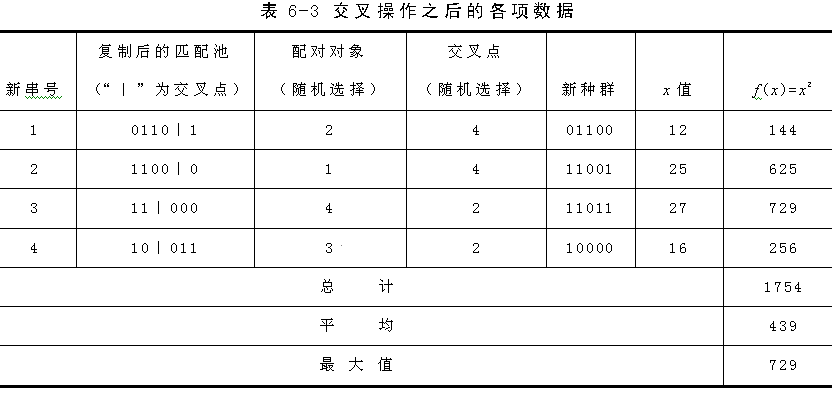 表 6-3 交叉操作之后的各项数据
新串号 复制后的匹配池（“｜”为交叉点） 配对对象（随机选择） 交叉点（随机选择） 新种群 x 值 f(x)=x²
1 0110｜1 2 4 01100 12 144
2 1100｜0 1 4 11001 25 625
3 11｜000 4 2 11011 27 729
4 10｜011 3 2 10000 16 256
总 计 1754
平 均 439
最 大 值 729